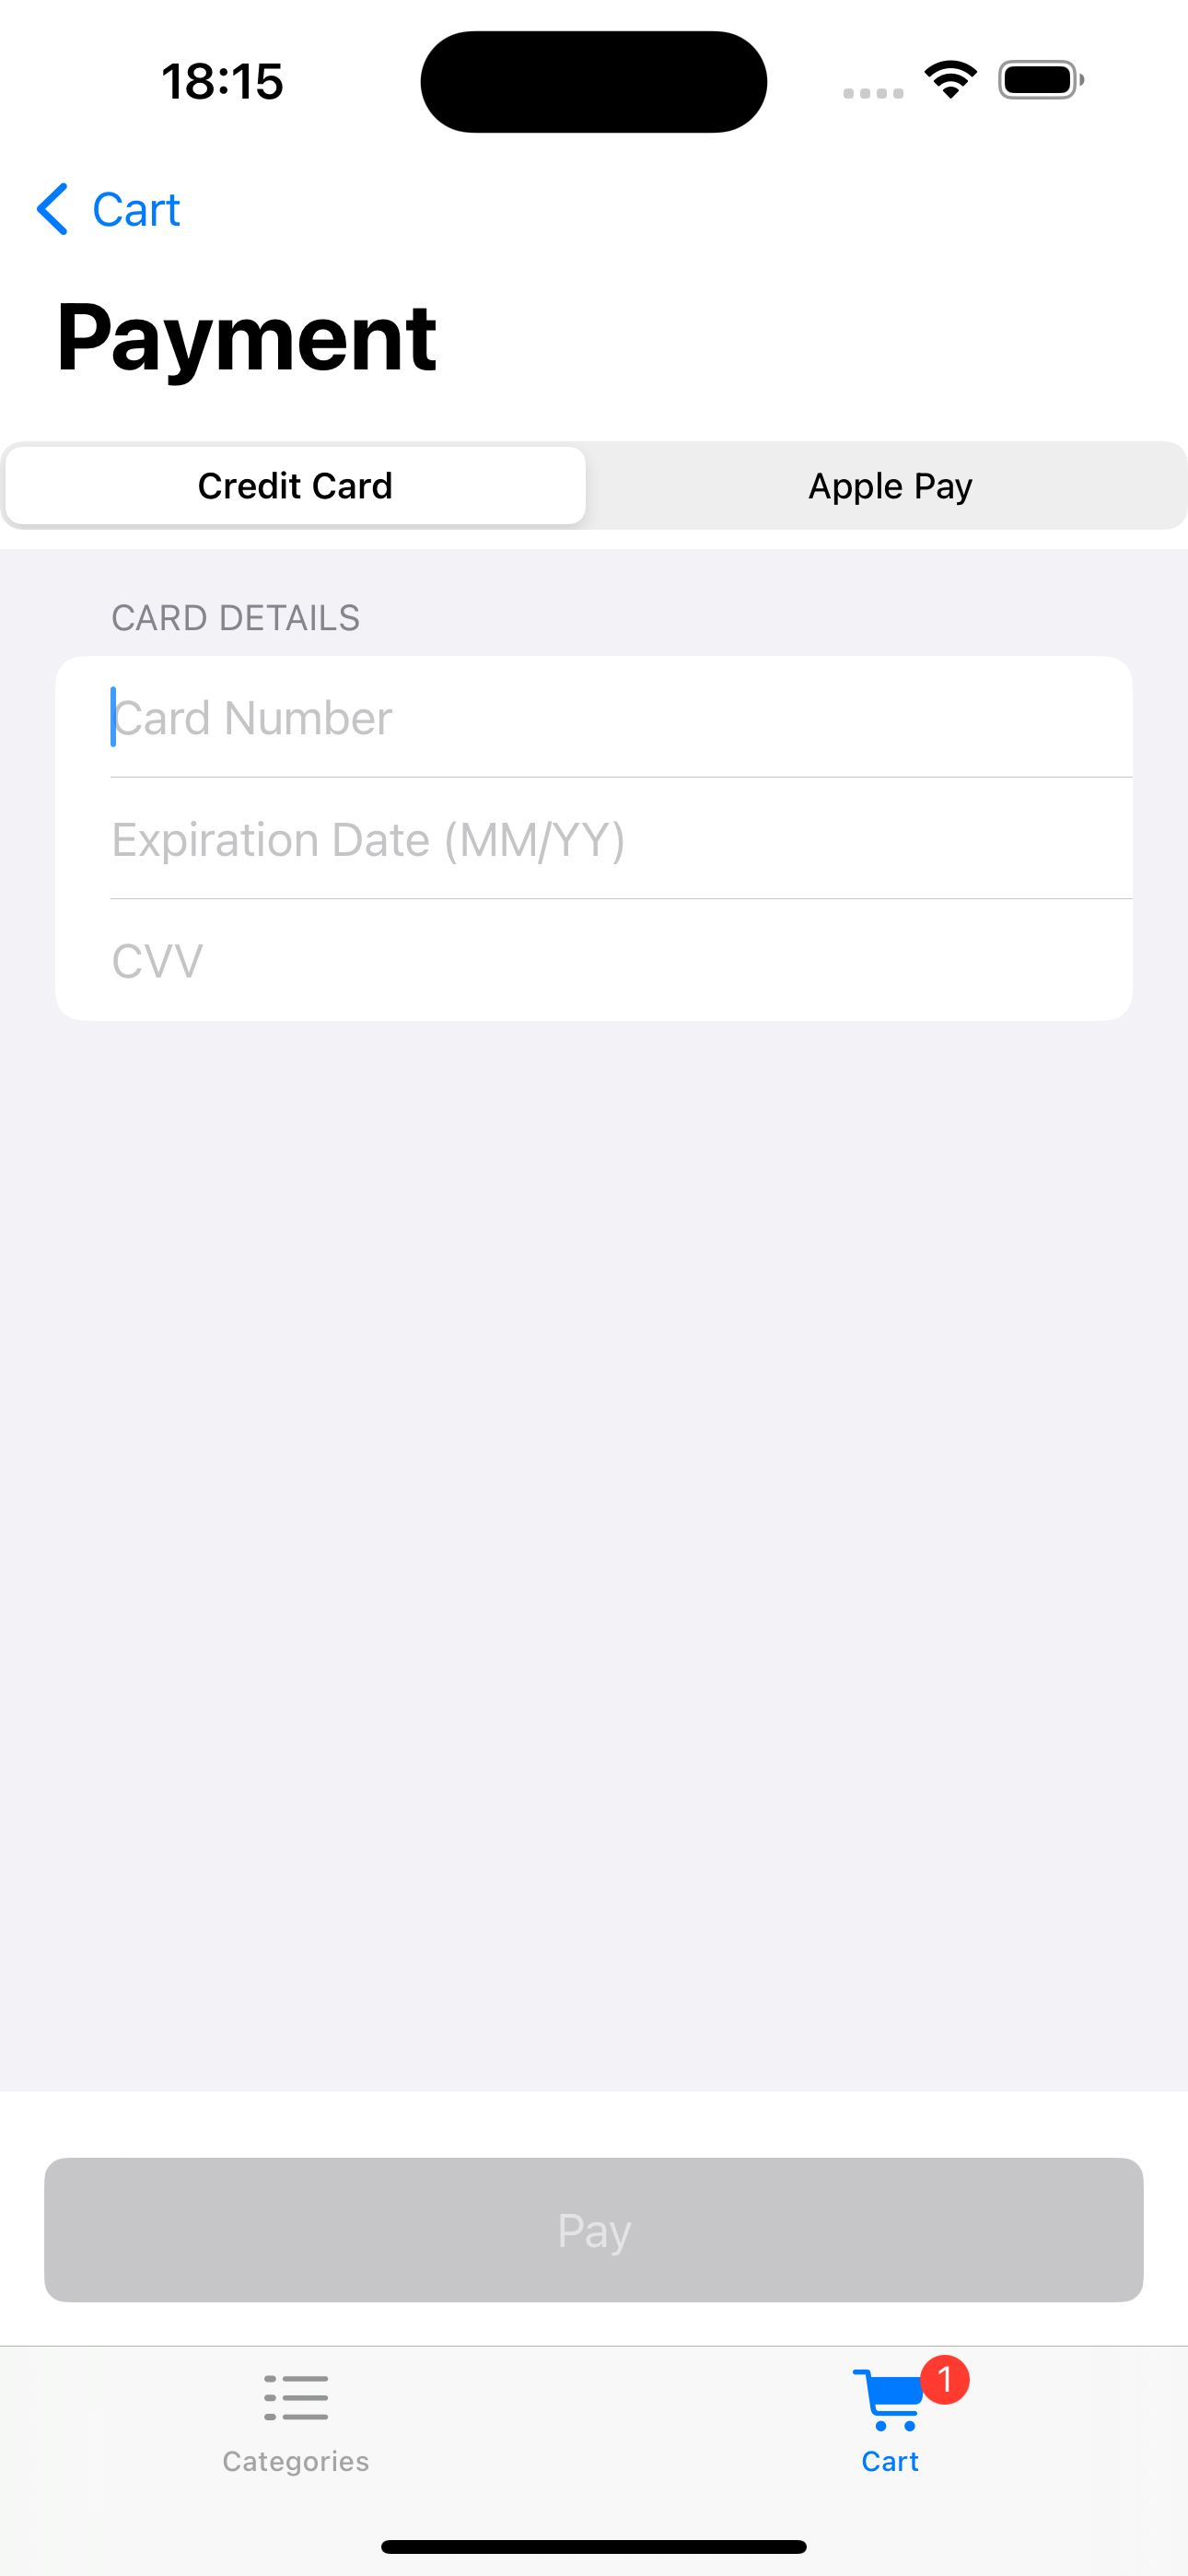 18:15
Cart
Payment
Credit Card
Apple Pay
CARD DETAILS
Card Number
Expiration Date (MM/YY)
CVV
Pay
1
Categories
Cart